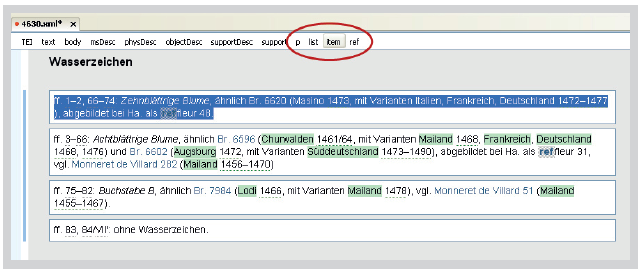 4630.xml*
TEI text body msDesc physDesc objectDesc supportDesc support p list item ref
Wasserzeichen
ff. 1–2, 66–74: Zehnblättrige Blume, ähnlich Br. 6620 (Masino 1473, mit Varianten Italien, Frankreich, Deutschland 1472–1477
), abgebildet bei Ha. als fleur 48.
ff. 3–66: Achtblättrige Blume, ähnlich Br. 6596 (Churwalden 1461/64, mit Varianten Mailand 1468, Frankreich, Deutschland
1468, 1476) und Br. 6602 (Augsburg 1472, mit Varianten Süddeutschland 1473–1490), abgebildet bei Ha. als ref fleur 31,
vgl. Monneret de Villard 282 (Mailand 1456–1470)
ff. 75–82: Buchstabe B, ähnlich Br. 7984 (Lodi 1466, mit Varianten Mailand 1478), vgl. Monneret de Villard 51 (Mailand
1455–1467).
ff. 83, 84/VI*: ohne Wasserzeichen.